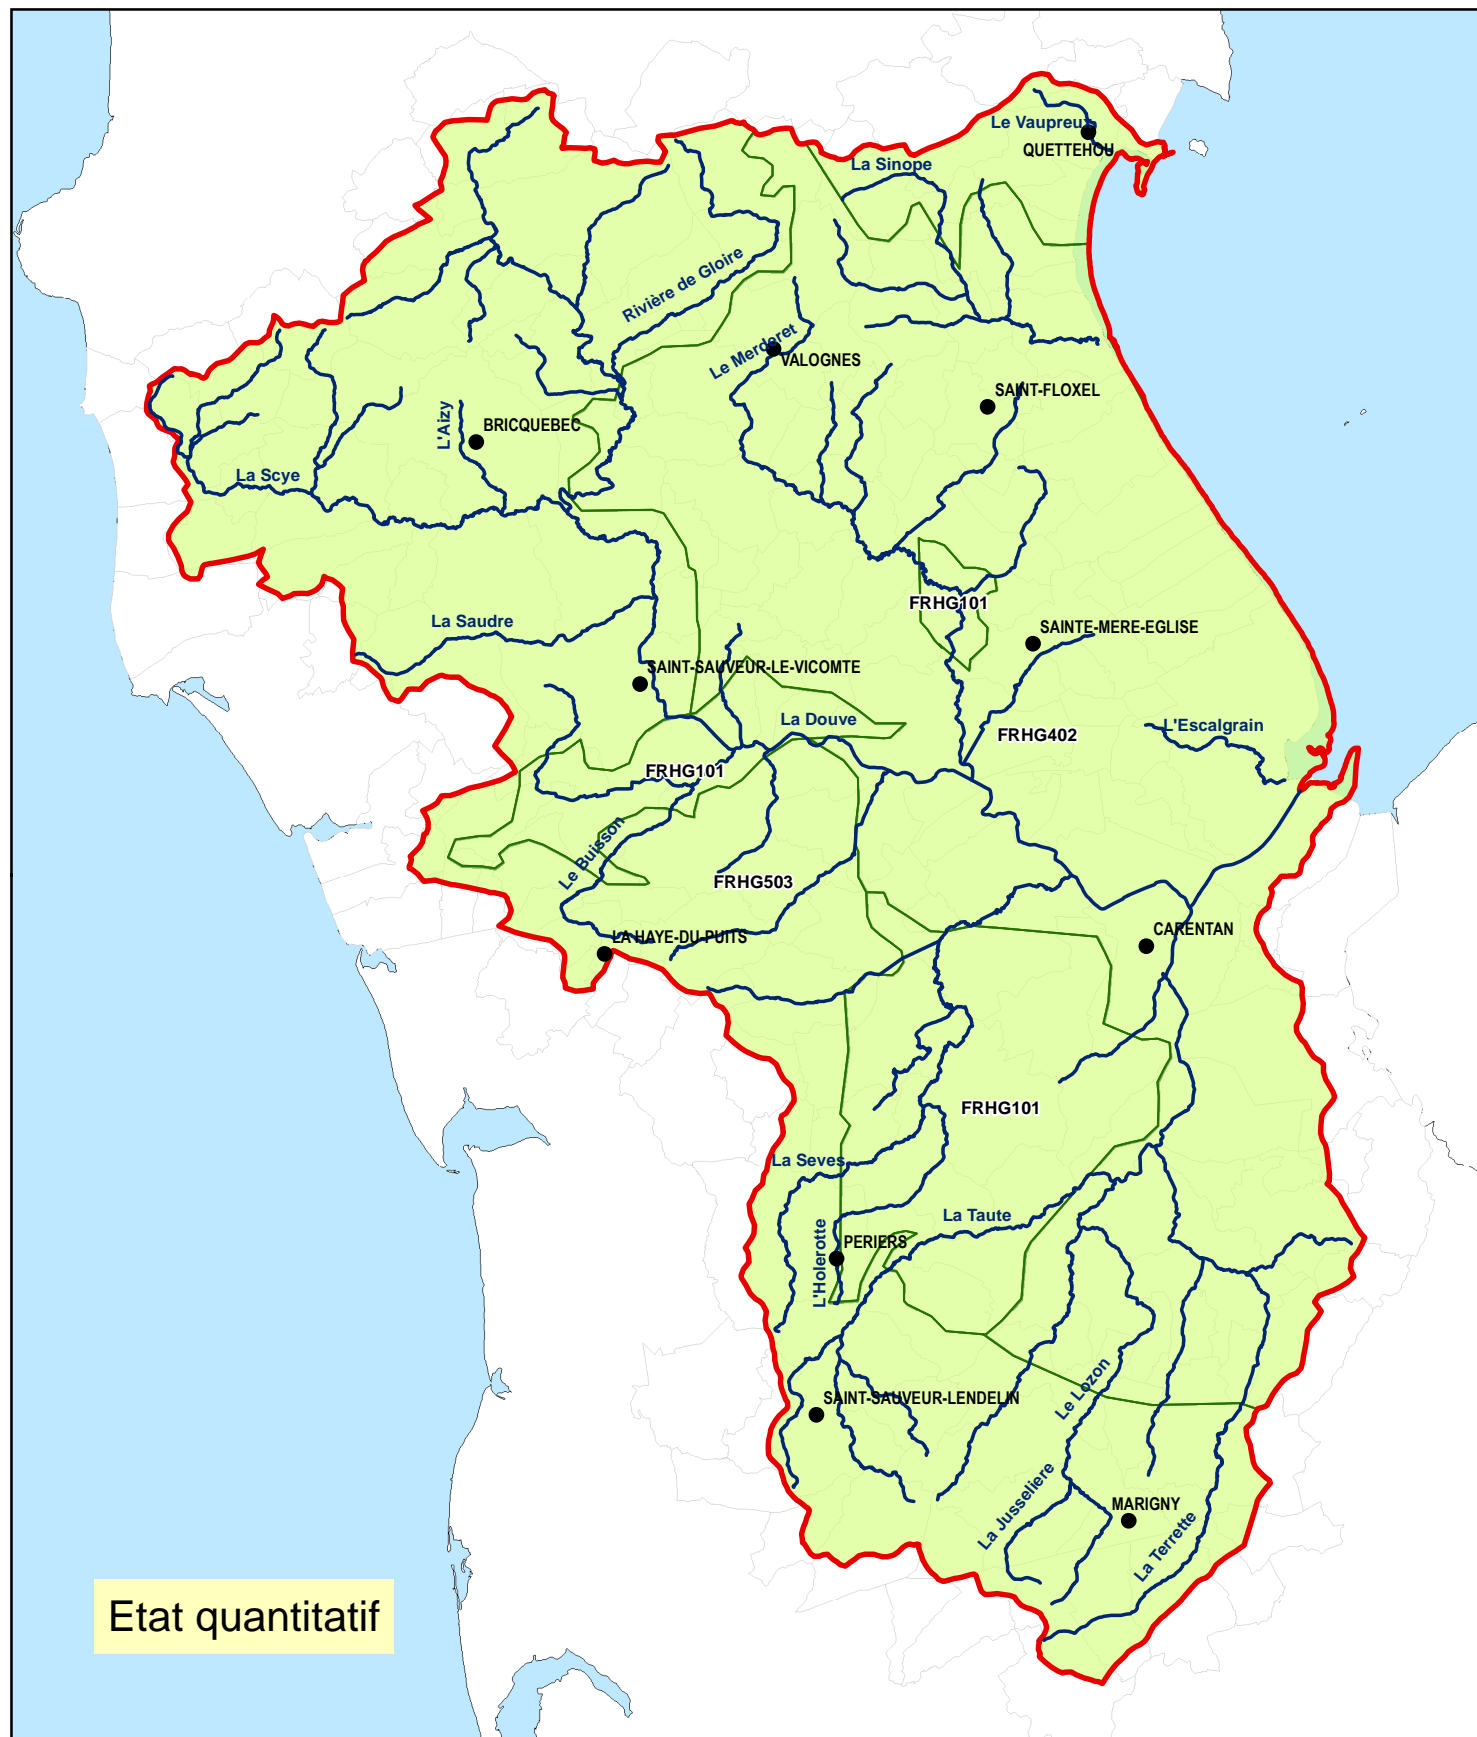 Le Vaupreux
QUETTEHOU
La Sinope
Rivière de Gloire
Le Merderet
VALOGNES
SAINT-FLOXEL
L'Aizy
BRICQUEBEC
La Scye
FRHG101
La Saudre
SAINTE-MERE-EGLISE
SAINT-SAUVEUR-LE-VICOMTE
La Douve
L'Escalgrain
FRHG402
FRHG101
Le Buisson
FRHG503
LA HAYE-DU-PUITS
CARENTAN
FRHG101
La Seves
La Taute
L'Holerotte
PERIERS
Le Lozon
SAINT-SAUVEUR-LENDELIN
La Jusseliere
MARIGNY
La Terrette
Etat quantitatif